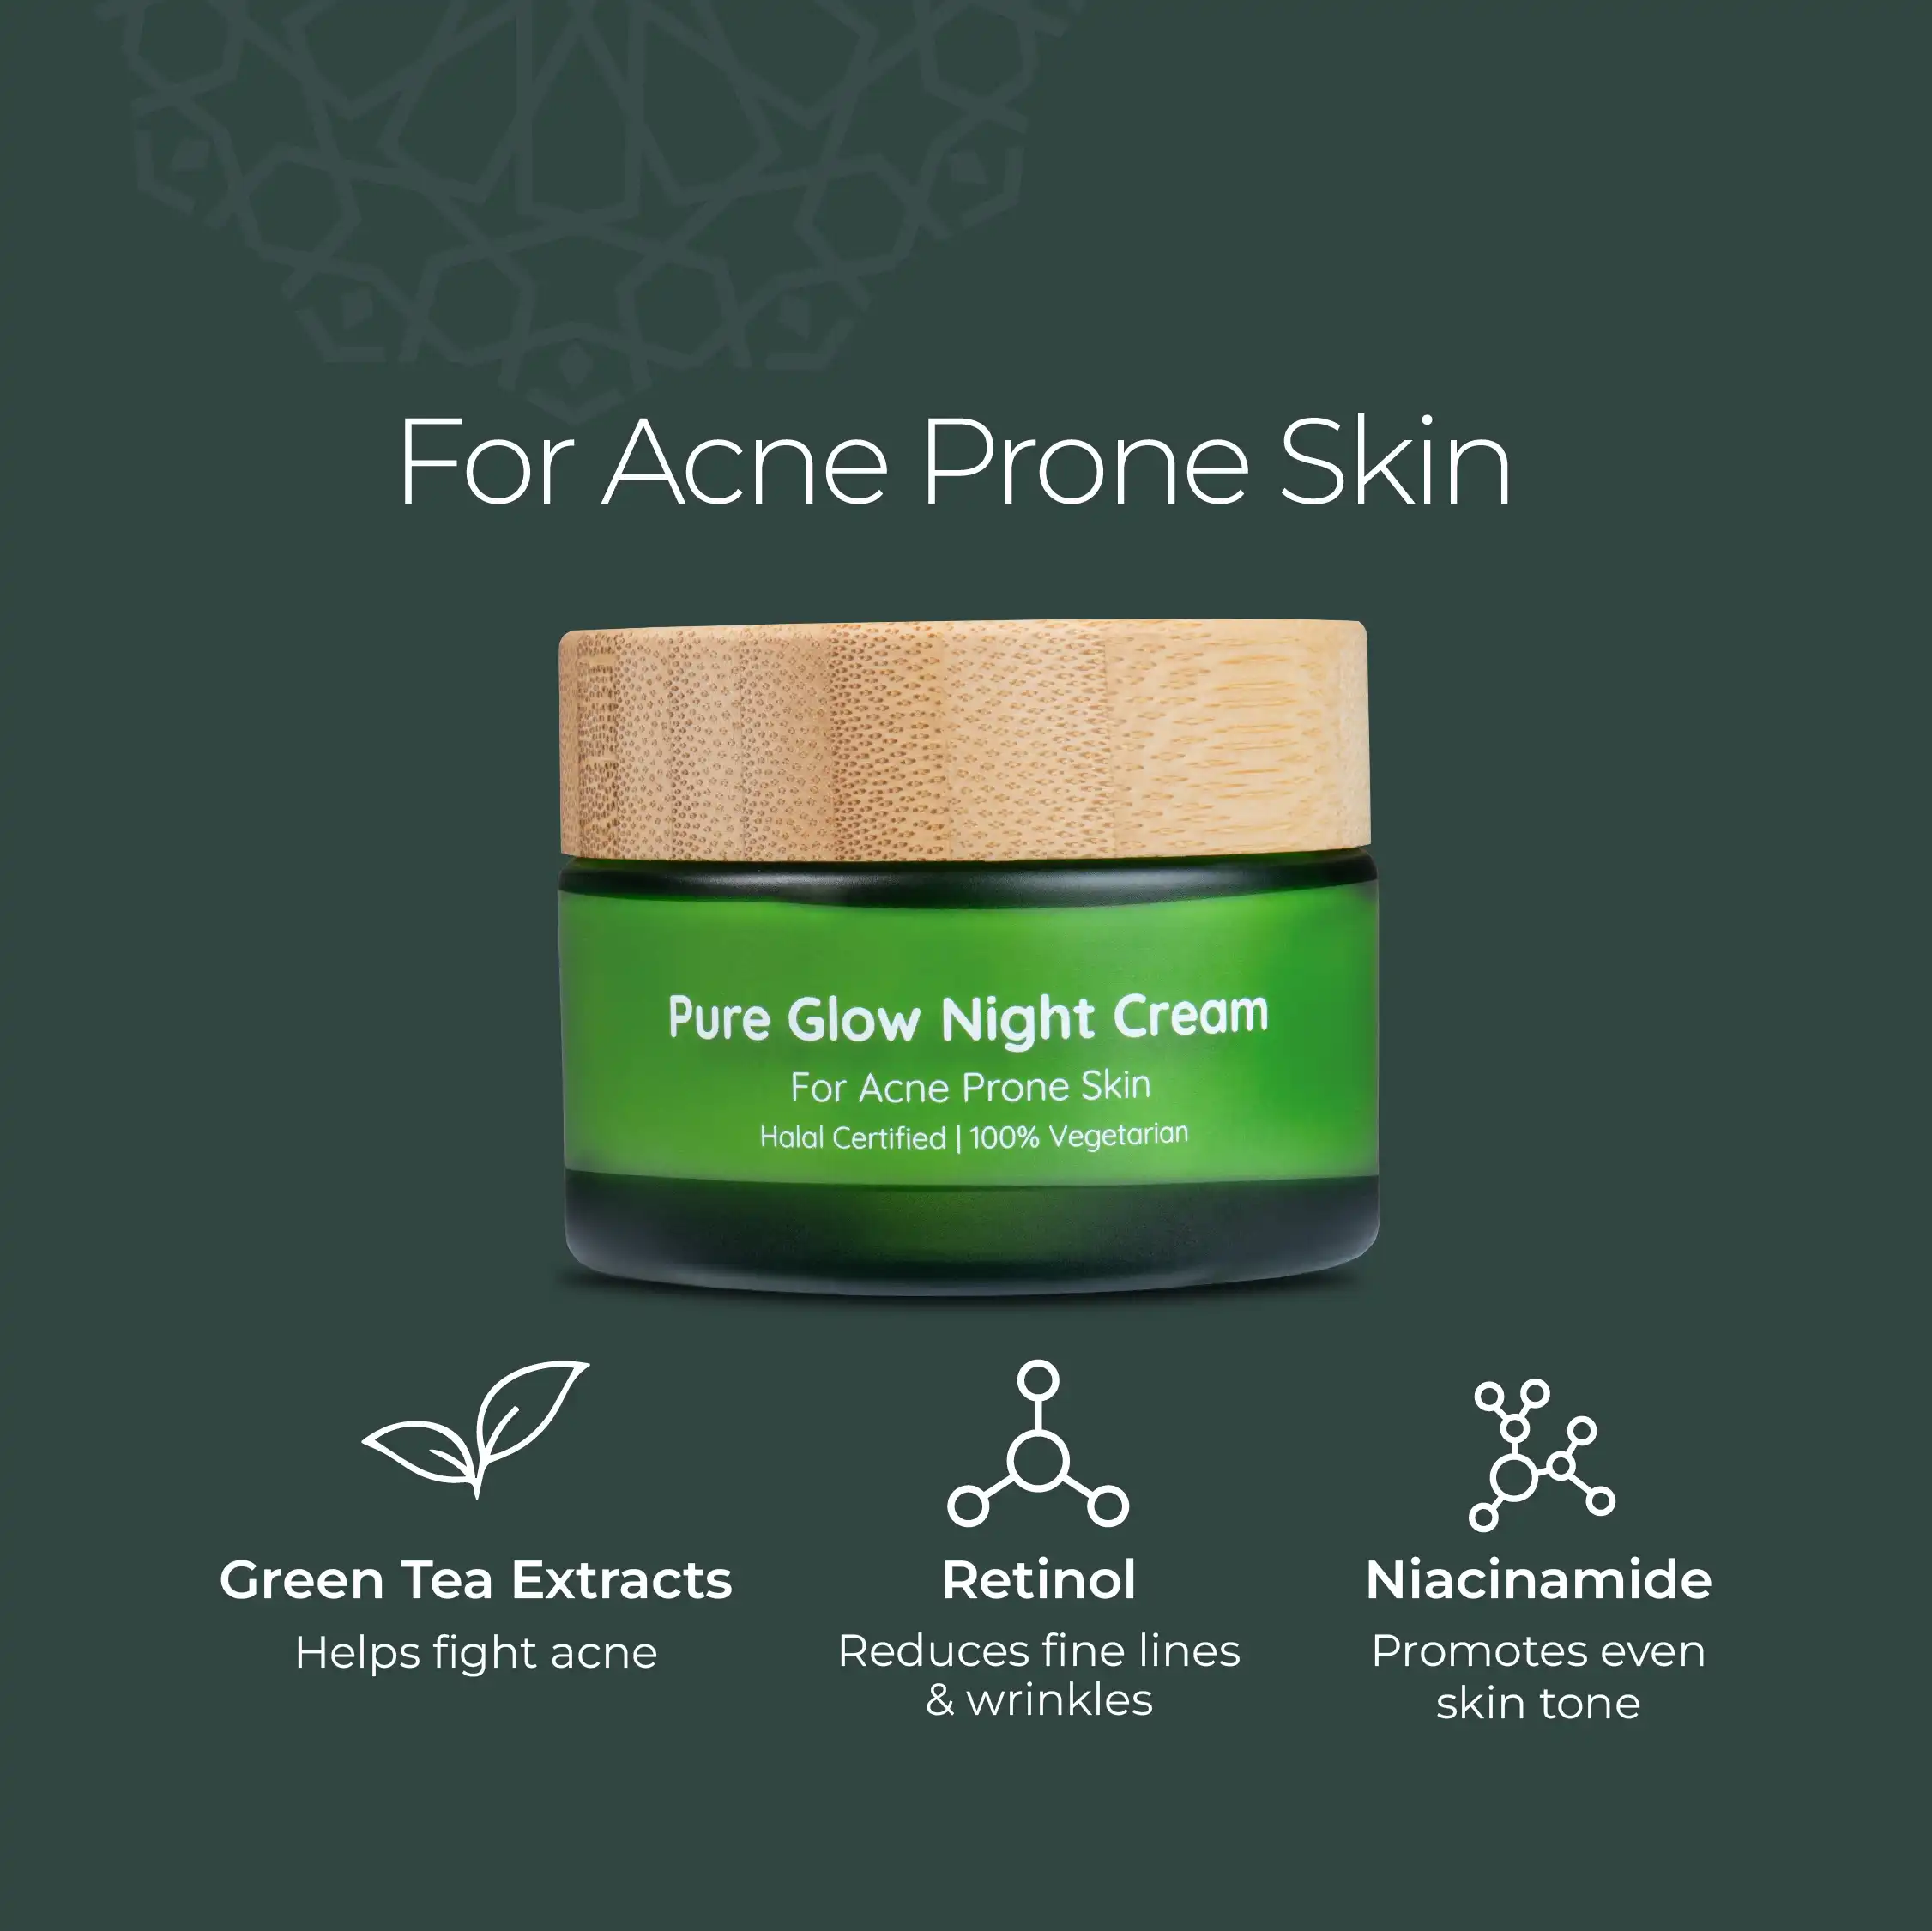 For Acne Prone Skin
Pure Glow Night Cream
For Acne Prone Skin
Halal Certified | 100% Vegetarian
Green Tea Extracts
Helps fight acne
Retinol
Reduces fine lines
& wrinkles
Niacinamide
Promotes even
skin tone